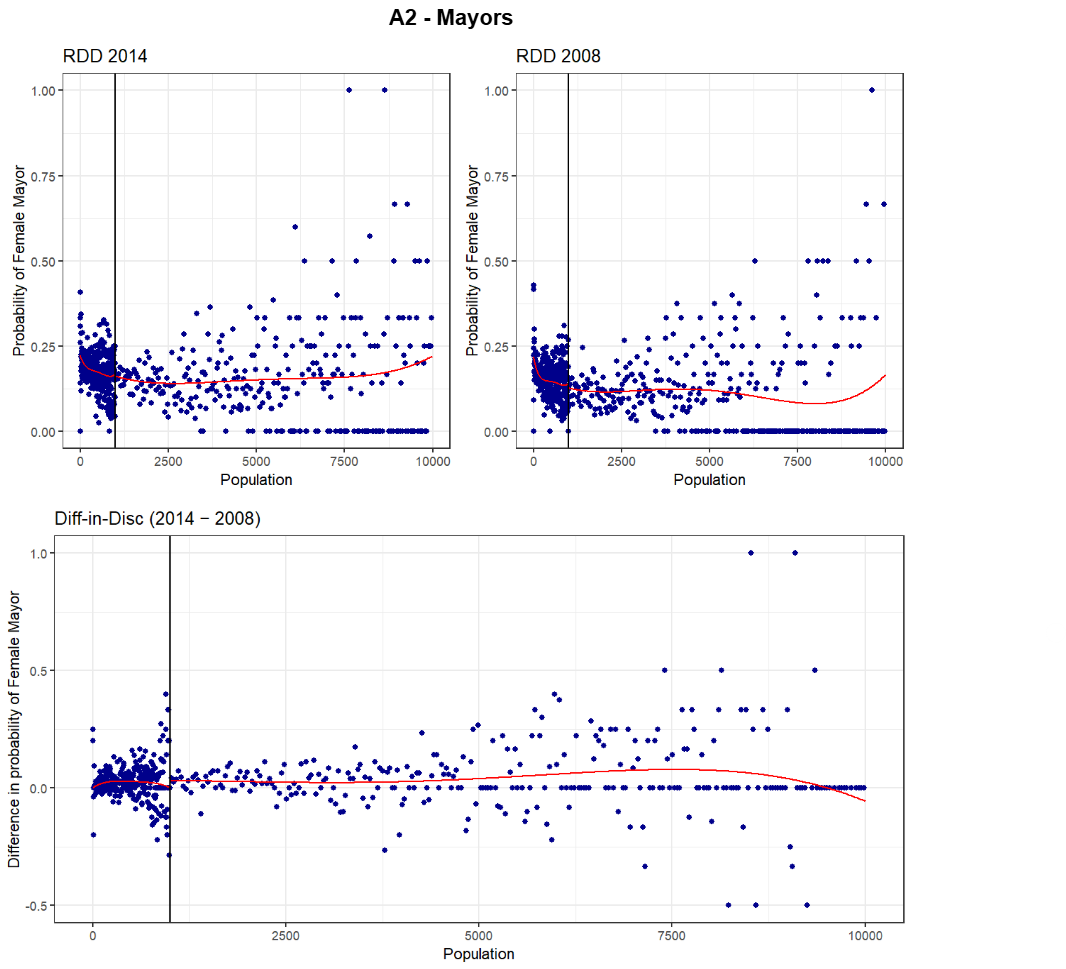 A2 - Mayors
RDD 2014
Probability of Female Mayor
1.00
0.75
0.50
0.25
0.00
0 2500 5000 7500 10000
Population
RDD 2008
Probability of Female Mayor
1.00
0.75
0.50
0.25
0.00
0 2500 5000 7500 10000
Population
Diff-in-Disc (2014 − 2008)
Difference in probability of Female Mayor
1.0
0.5
0.0
-0.5
0 2500 5000 7500 10000
Population